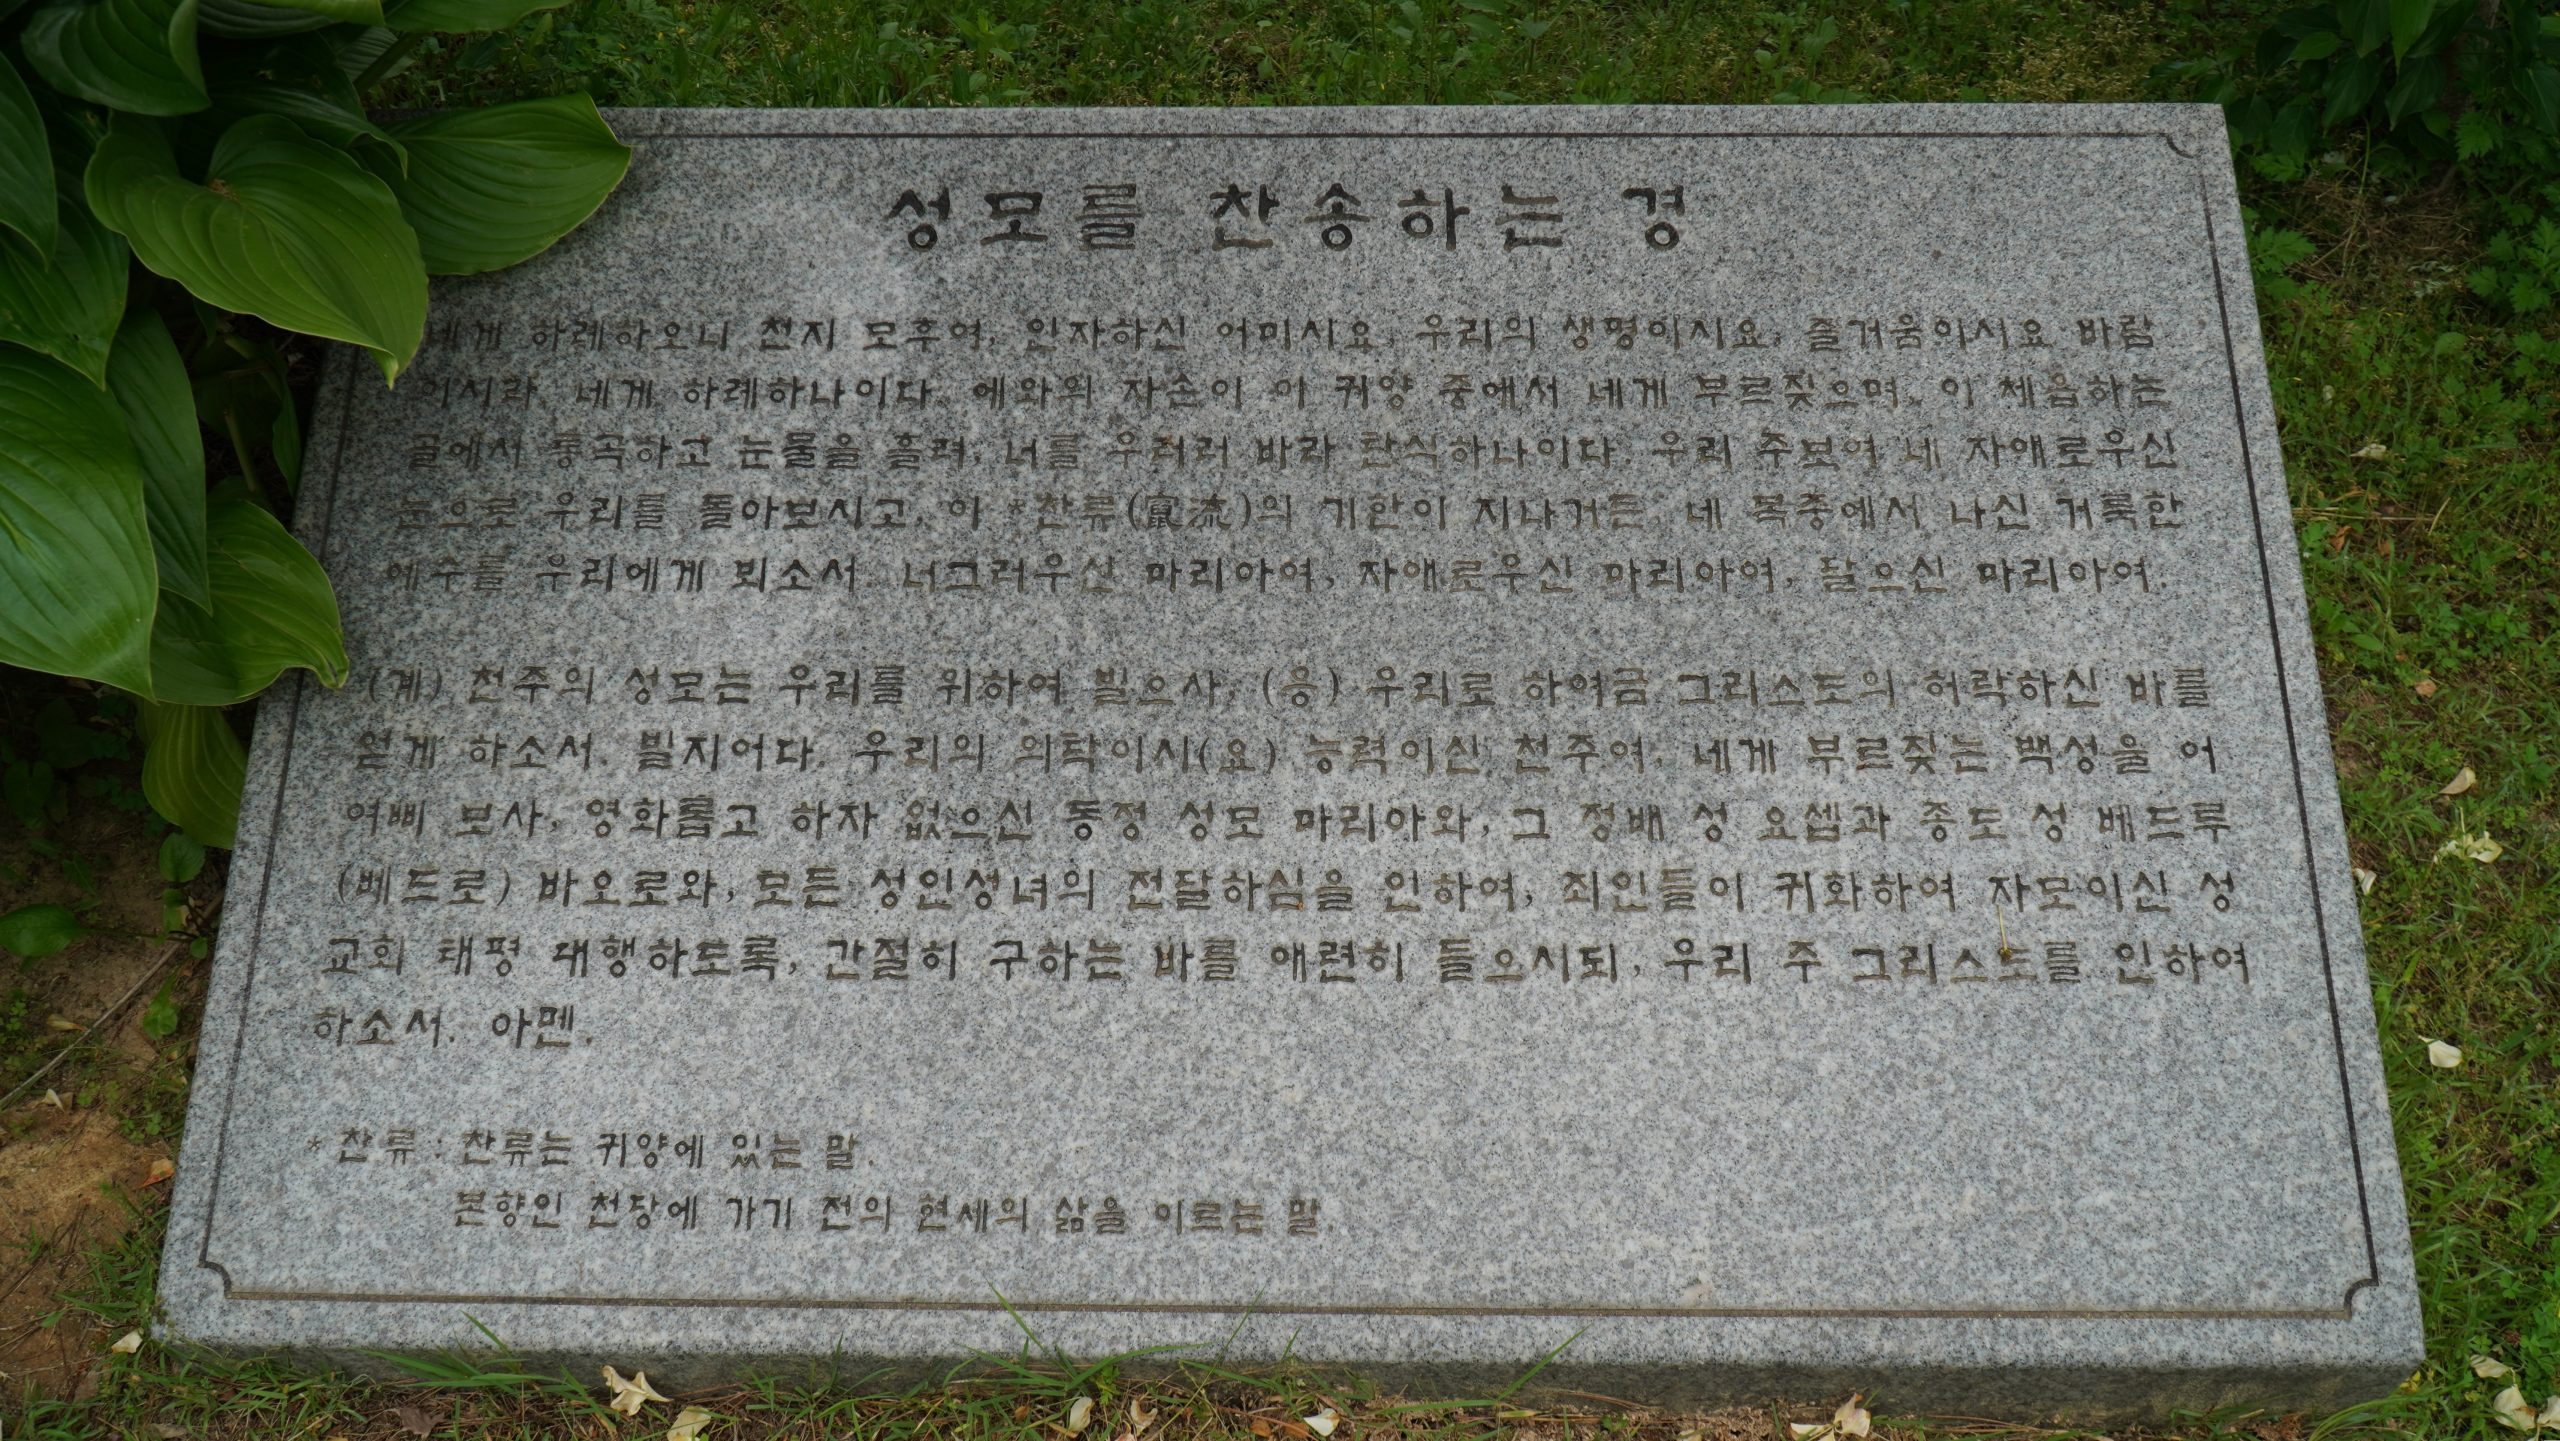 성모를 찬송하는 경
네게 하례하오니 천지 모후여, 인자하신 어미시요, 우리의 생명이시요, 즐거움이시요 바람
이시라. 네게 하례하나이다. 에와의 자손이 이 귀양 중에서 네게 부르짖으며, 이 체읍하는
골에서 통곡하고 눈물을 흘려, 너를 우러러 바라 탄식하나이다. 우리 주보여 네 자애로우신
눈으로 우리를 돌아보시고, 이 *찬류(竄流)의 기한이 지나거든, 네 복중에서 나신 거룩한
예수를 우리에게 뵈소서. 너그러우신 마리아여, 자애로우신 마리아여, 달으신 마리아여.
(계) 천주의 성모는 우리를 위하여 빌으사, (응) 우리로 하여금 그리스도의 허락하신 바를
얻게 하소서. 빌지어다. 우리의 의탁이시(요) 능력이신 천주여, 네게 부르짖는 백성을 어
여삐 보사, 영화롭고 하자 없으신 동정 성모 마리아와, 그 정배 성 요셉과 종도 성 베드루
(베드로) 바오로와, 모든 성인성녀의 전달하심을 인하여, 죄인들이 귀화하여 자모이신 성
교회 태평 대행하도록, 간절히 구하는 바를 애련히 들으시되, 우리 주 그리스도를 인하여
하소서. 아멘.
* 찬류 : 찬류는 귀양에 있는 말.
본향인 천당에 가기 전의 현세의 삶을 이르는 말.